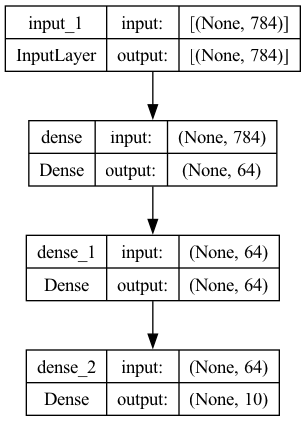 input_1 input: [(None, 784)]
InputLayer output: [(None, 784)]
dense input: (None, 784)
Dense output: (None, 64)
dense_1 input: (None, 64)
Dense output: (None, 64)
dense_2 input: (None, 64)
Dense output: (None, 10)